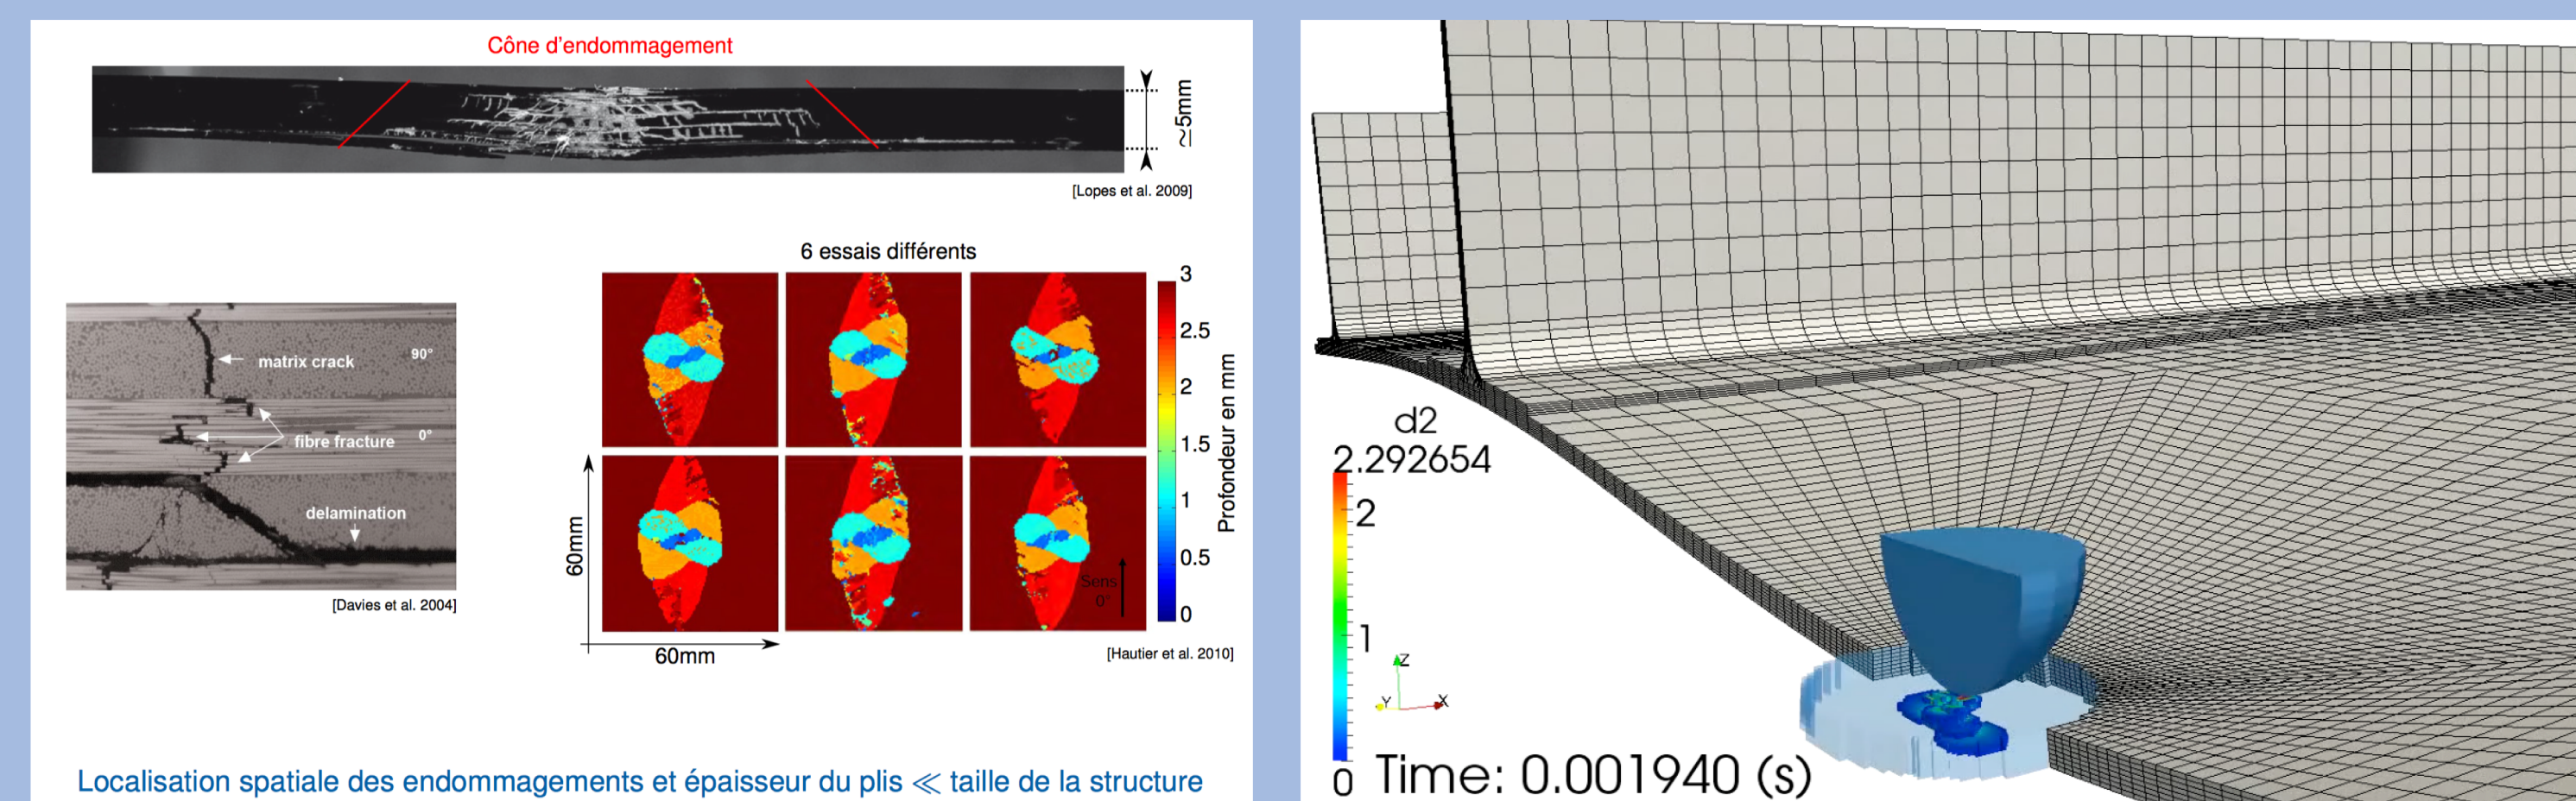 Cône d'endommagement
≃5mm
[Lopes et al. 2009]
6 essais différents
matrix crack
90°
fibre fracture
0°
delamination
[Davies et al. 2004]
3
2.5
2
1.5
1
0.5
0
Profondeur en mm
60mm
Sens
0°
60mm
[Hautier et al. 2010]
Localisation spatiale des endommagements et épaisseur du plis ≪ taille de la structure
d2
2.292654
2
1
0
Z
Y
X
Time: 0.001940 (s)